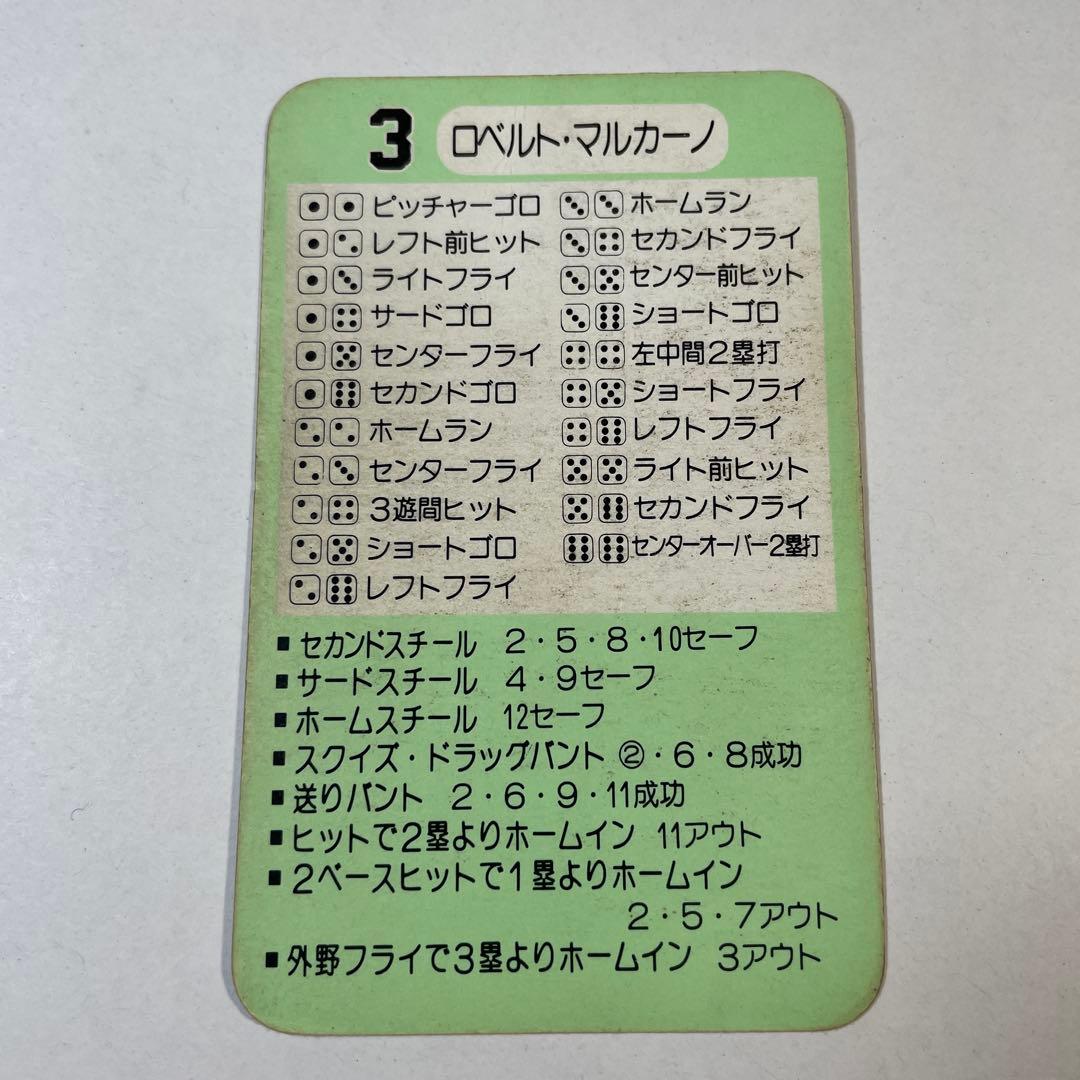 3 ロベルト・マルカーノ
ピッチャーゴロ
レフト前ヒット
ライトフライ
サードゴロ
センターフライ
セカンドゴロ
ホームラン
センターフライ
3遊間ヒット
ショートゴロ
レフトフライ
ホームラン
セカンドフライ
センター前ヒット
ショートゴロ
左中間2塁打
ショートフライ
レフトフライ
ライト前ヒット
セカンドフライ
センターオーバー2塁打
■セカンドスチール 2・5・8・10セーフ
■サードスチール 4・9セーフ
■ホームスチール 12セーフ
■スクイズ・ドラッグバント ②・6・8成功
■送りバント 2・6・9・11成功
■ヒットで2塁よりホームイン 11アウト
■2ベースヒットで1塁よりホームイン
2・5・7アウト
■外野フライで3塁よりホームイン 3アウト